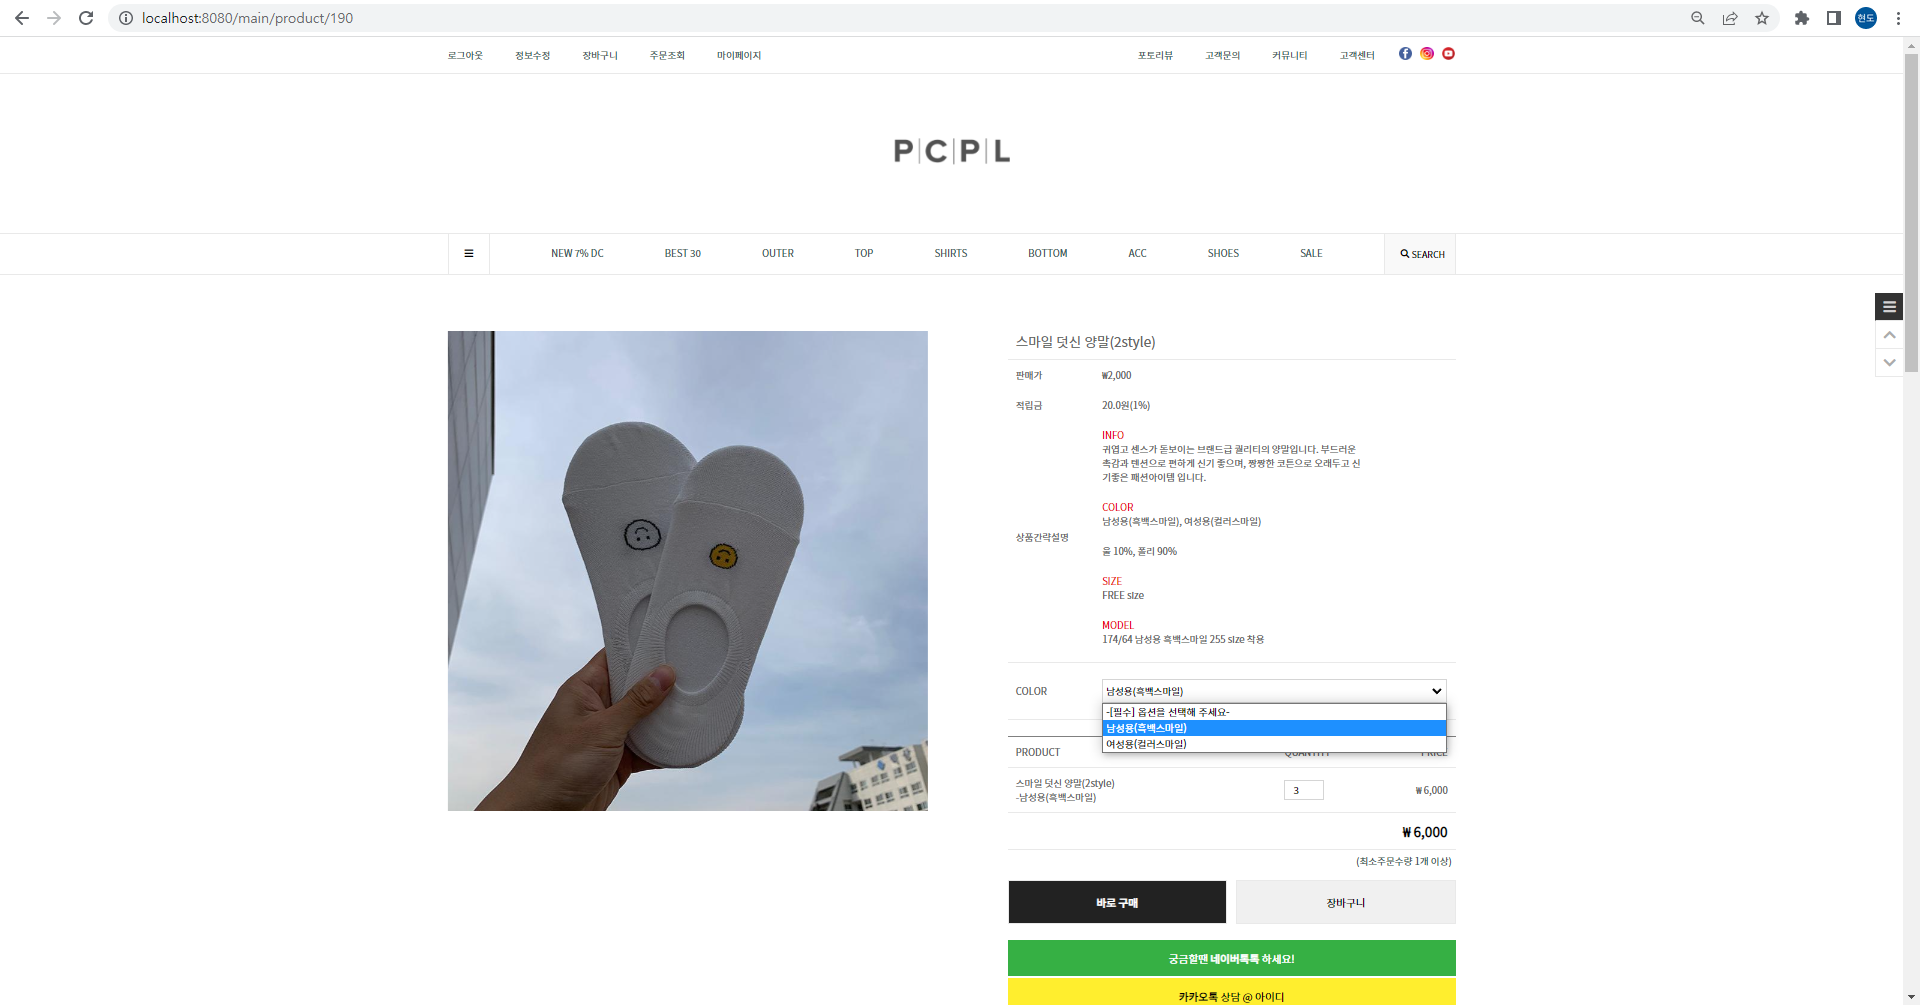 localhost:8080/main/product/190
현도
로그아웃 정보수정 장바구니 주문조회 마이페이지 포토리뷰 고객문의 커뮤니티 고객센터
P|C|P|L
NEW 7% DC BEST 30 OUTER TOP SHIRTS BOTTOM ACC SHOES SALE SEARCH
스마일 덧신 양말(2style)
판매가 ₩2,000
적립금 20.0원(1%)
INFO
귀엽고 센스가 돋보이는 브랜드급 퀄리티의 양말입니다. 부드러운
촉감과 텐션으로 편하게 신기 좋으며, 짱짱한 코튼으로 오래두고 신
기좋은 패션아이템 입니다.
COLOR
남성용(흑백스마일), 여성용(컬러스마일)
상품간략설명
울 10%, 폴리 90%
SIZE
FREE size
MODEL
174/64 남성용 흑백스마일 255 size 착용
COLOR 남성용(흑백스마일)
-[필수] 옵션을 선택해 주세요-
남성용(흑백스마일)
여성용(컬러스마일)
PRODUCT QUANTITY PRICE
스마일 덧신 양말(2style)
-남성용(흑백스마일)
3 ₩6,000
₩6,000
(최소주문수량 1개 이상)
바로 구매 장바구니
궁금할땐 네이버톡톡 하세요!
카카오톡 상담 @ 아이디